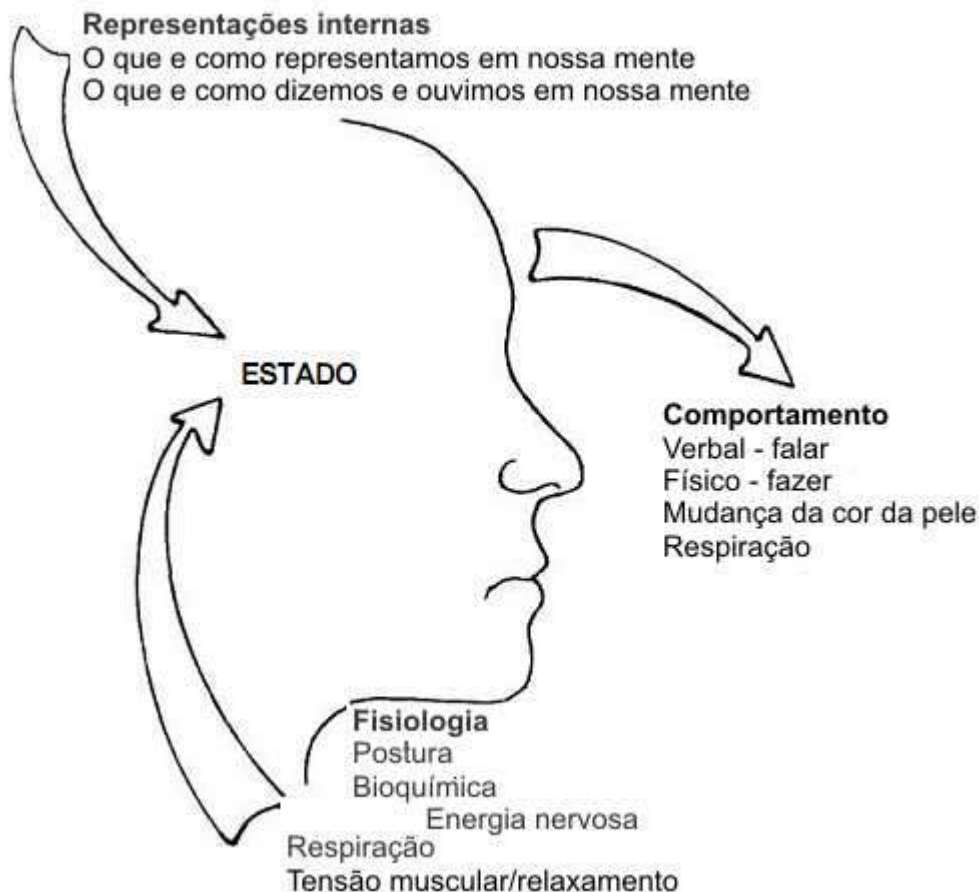 Representações internas
O que e como representamos em nossa mente
O que e como dizemos e ouvimos em nossa mente
ESTADO
Comportamento
Verbal - falar
Físico - fazer
Mudança da cor da pele
Respiração
Fisiologia
Postura
Bioquímica
Energia nervosa
Respiração
Tensão muscular/relaxamento